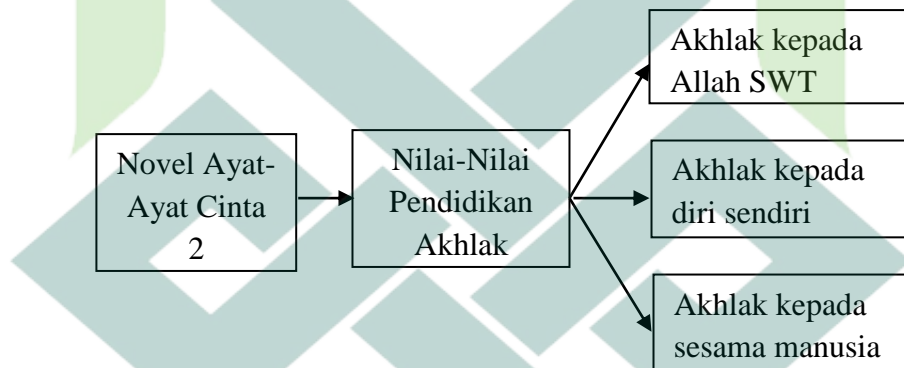 Novel Ayat-
Ayat Cinta
2
Nilai-Nilai
Pendidikan
Akhlak
Akhlak kepada
Allah SWT
Akhlak kepada
diri sendiri
Akhlak kepada
sesama manusia